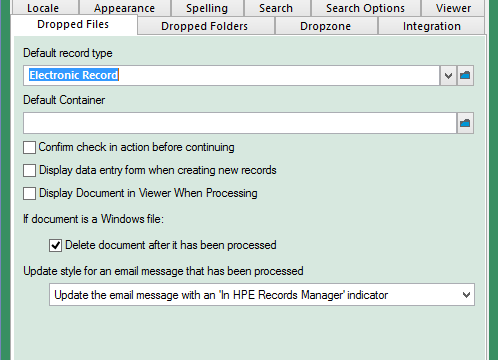 Locale Appearance Spelling Search Search Options Viewer
Dropped Files Dropped Folders Dropzone Integration
Default record type
Electronic Record
Default Container
Confirm check in action before continuing
Display data entry form when creating new records
Display Document in Viewer When Processing
If document is a Windows file:
Delete document after it has been processed
Update style for an email message that has been processed
Update the email message with an 'In HPE Records Manager' indicator